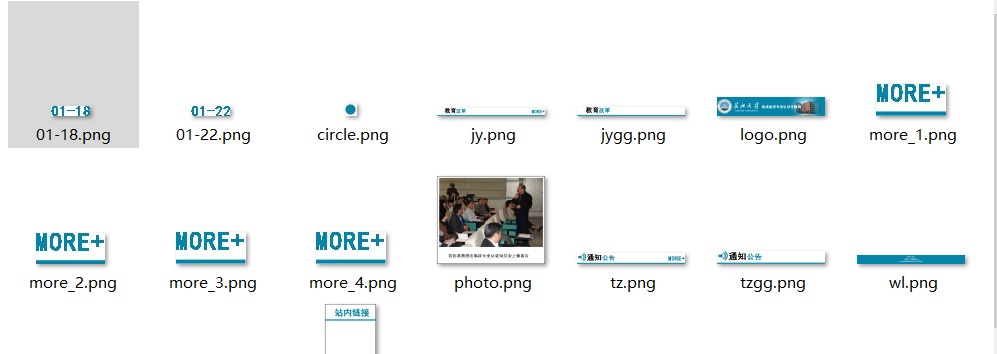 01-18
01-22
教育改革
MORE+
教育改革
MORE+
01-18.png
01-22.png
circle.png
jy.png
jygg.png
logo.png
more_1.png
MORE+
MORE+
MORE+
通知公告
MORE+
通知公告
more_2.png
more_3.png
more_4.png
photo.png
tz.png
tzgg.png
wl.png
站内链接